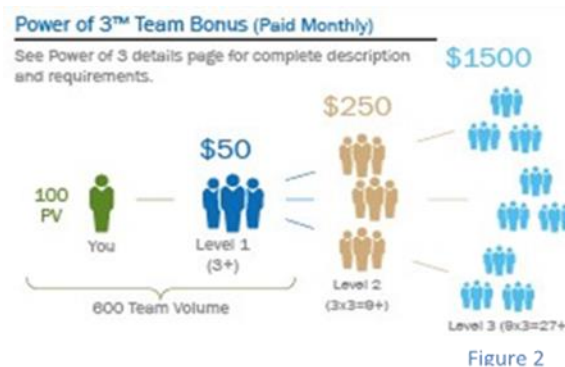 Power of 3™ Team Bonus (Paid Monthly)
See Power of 3 details page for complete description
and requirements.
$1500
$250
$50
100
PV
You
Level 1
(3+)
Level 2
(3x3=9+)
Level 3 (9x3=27+
600 Team Volume
Figure 2